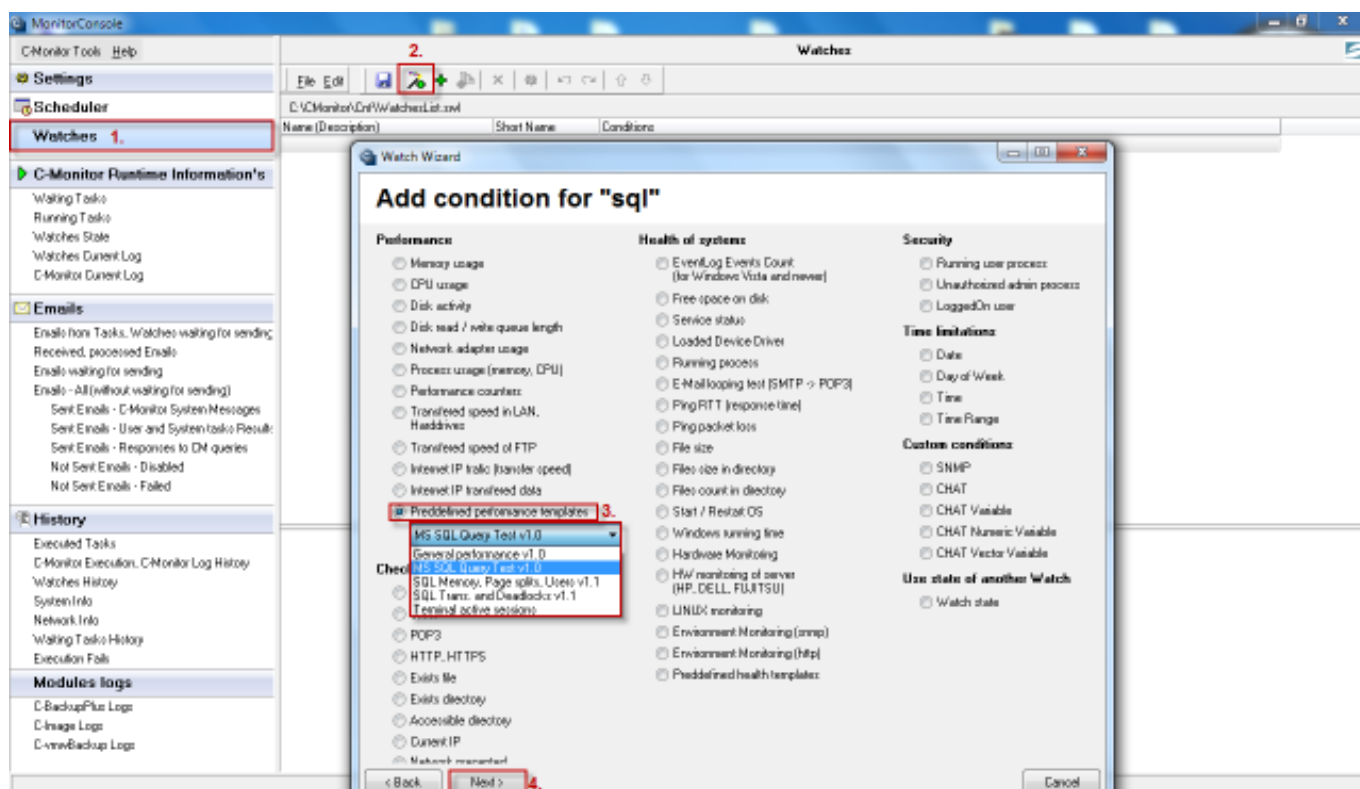 MonitorConsole
C-Monitor Tools Help
2.
Watches
Settings
File Edit
Scheduler
C:\CMonitor\Cnf\WatchesList.swl
Name (Description) Short Name Conditions
Watches 1.
Watch Wizard
C-Monitor Runtime Information's
Waiting Tasks
Running Tasks
Watches State
Watches Current Log
C-Monitor Current Log
Emails
Emails from Tasks, Watches waiting for sending
Received, processed Emails
Emails waiting for sending
Emails - All (without waiting for sending)
Sent Emails - C-Monitor System Messages
Sent Emails - User and System tasks Results
Sent Emails - Responses to CM queries
Not Sent Emails - Disabled
Not Sent Emails - Failed
History
Executed Tasks
C-Monitor Execution, C-Monitor Log History
Watches History
System Info
Network Info
Waiting Tasks History
Execution Fails
Modules logs
C-BackupPlus Logs
C-Image Logs
C-vmwBackup Logs
Add condition for "sql"
Performance
Memory usage
CPU usage
Disk activity
Disk read / write queue length
Network adapter usage
Process usage (memory, CPU)
Performance counters
Transfered speed in LAN,
Harddrives
Transfered speed of FTP
Internet IP trafic (transfer speed)
Internet IP transfered data
Preddefined performance templates 3.
MS SQL Query Test v1.0
General performance v1.0
MS SQL Query Test v1.0
SQL Memory, Page splits, Users v1.1
SQL Trans. and Deadlocks v1.1
Terminal active sessions
Chec
POP3
HTTP, HTTPS
Exists file
Exists directory
Accessible directory
Current IP
Network connected
Health of systems
EventLog Events Count
(for Windows Vista and newer)
Free space on disk
Service status
Loaded Device Driver
Running process
E-Mail looping test (SMTP -> POP3)
Ping RTT (response time)
Ping packet loss
File size
Files size in directory
Files count in directory
Start / Restart OS
Windows running time
Hardware Monitoring
HW monitoring of server
(HP, DELL, FUJITSU)
LINUX monitoring
Environment Monitoring (snmp)
Environment Monitoring (http)
Preddefined health templates
Security
Running user process
Unauthorized admin process
LoggedOn user
Time limitations
Date
Day of Week
Time
Time Range
Custom conditions
SNMP
CHAT
CHAT Variable
CHAT Numeric Variable
CHAT Vector Variable
Use state of another Watch
Watch state
< Back Next > 4. Cancel